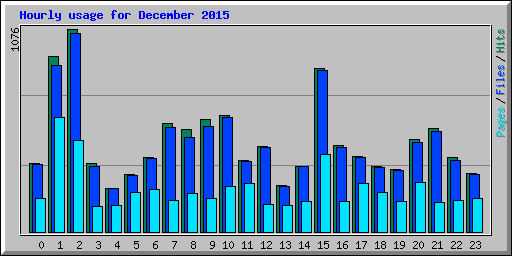 Hourly usage for December 2015
1076
Pages/Files/Hits
0 1 2 3 4 5 6 7 8 9 10 11 12 13 14 15 16 17 18 19 20 21 22 23